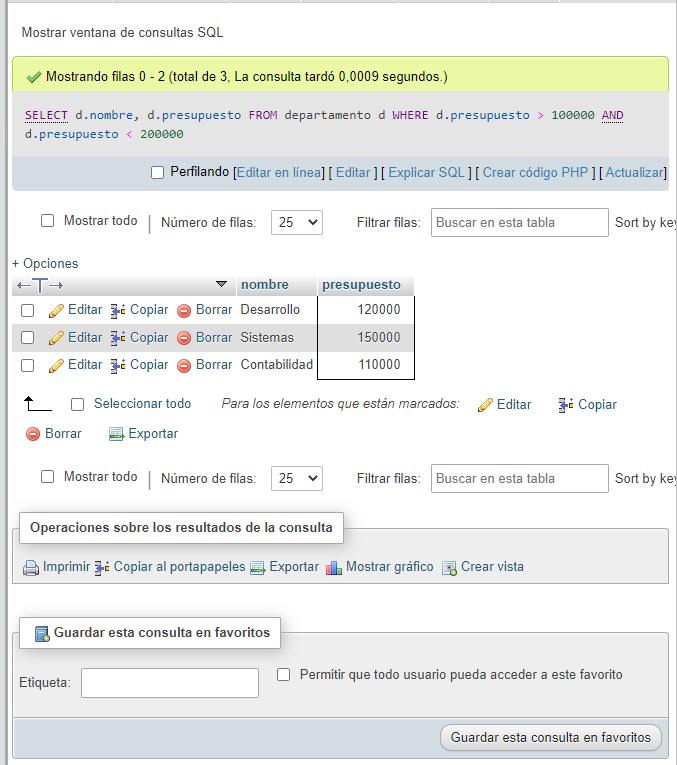 Mostrar ventana de consultas SQL
Mostrando filas 0 - 2 (total de 3, La consulta tardó 0,0009 segundos.)
SELECT d.nombre, d.presupuesto FROM departamento d WHERE d.presupuesto > 100000 AND
d.presupuesto < 200000
Perfilando [Editar en línea] [ Editar ] [ Explicar SQL ] [ Crear código PHP ] [ Actualizar]
Mostrar todo | Número de filas: 25 Filtrar filas: Buscar en esta tabla Sort by key
+ Opciones
←T→ nombre presupuesto
Editar Copiar Borrar Desarrollo 120000
Editar Copiar Borrar Sistemas 150000
Editar Copiar Borrar Contabilidad 110000
Seleccionar todo Para los elementos que están marcados: Editar Copiar
Borrar Exportar
Mostrar todo | Número de filas: 25 Filtrar filas: Buscar en esta tabla Sort by key
Operaciones sobre los resultados de la consulta
Imprimir Copiar al portapapeles Exportar Mostrar gráfico Crear vista
Guardar esta consulta en favoritos
Etiqueta: Permitir que todo usuario pueda acceder a este favorito
Guardar esta consulta en favoritos